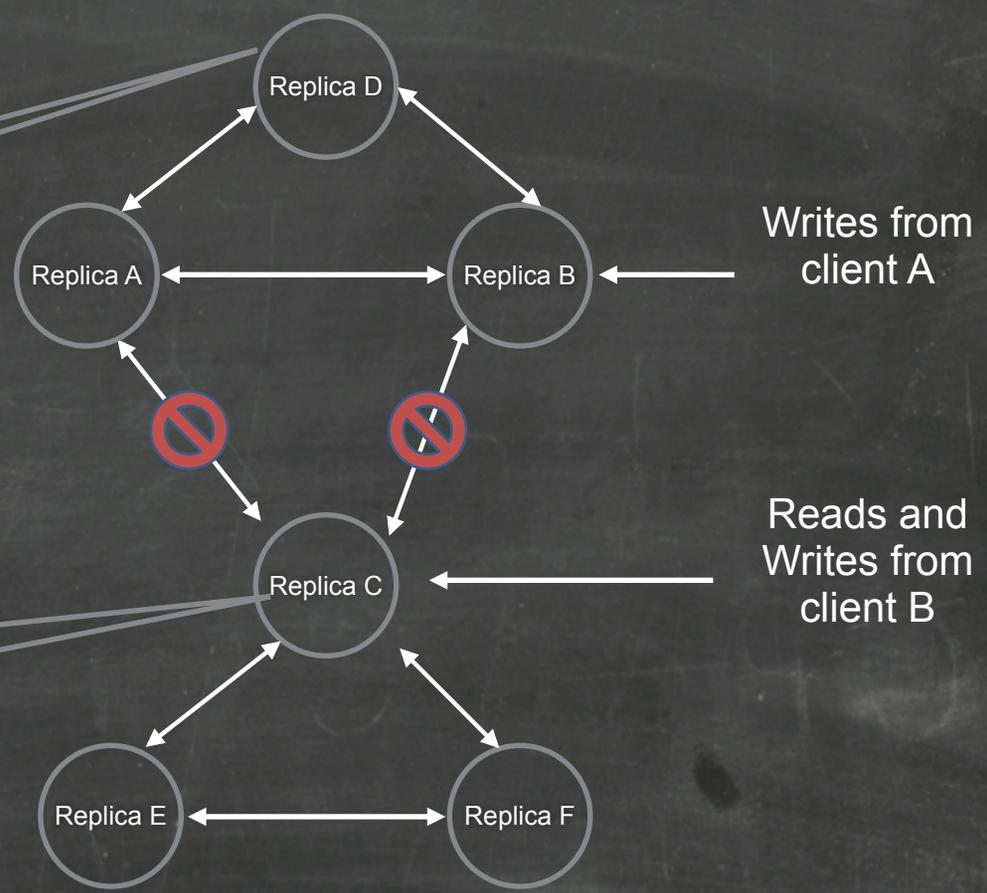 Replica D
Writes from
client A
Replica A
Replica B
Reads and
Writes from
client B
Replica C
Replica E
Replica F